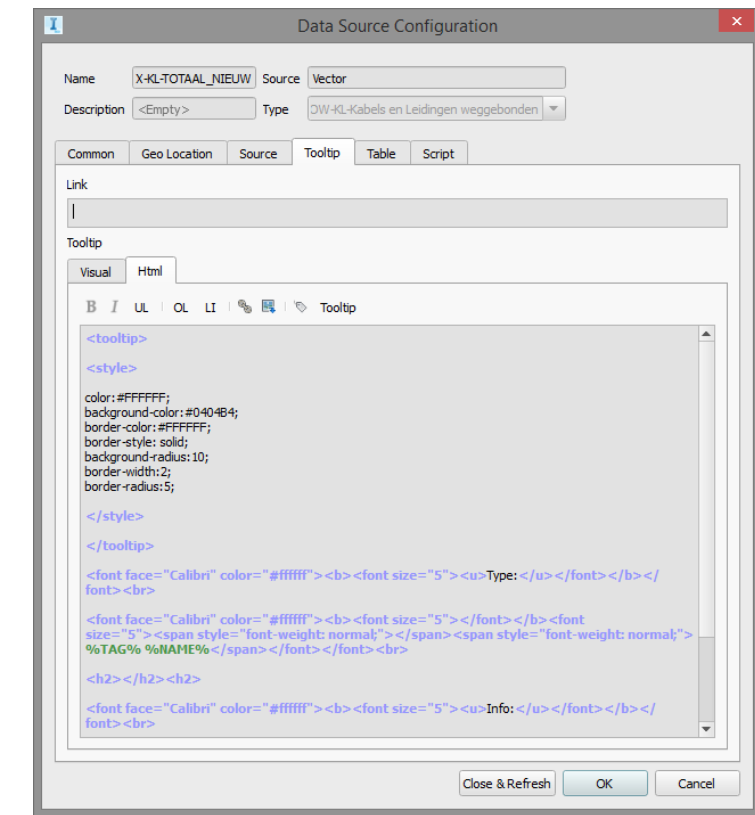 Data Source Configuration
Name X-KL-TOTAAL_NIEUW Source Vector
Description <Empty> Type OW-KL-Kabels en Leidingen weggebonden
Common Geo Location Source Tooltip Table Script
Link
Tooltip
Visual Html
B I UL OL LI Tooltip
<tooltip>
<style>
color:#FFFFFF;
background-color:#0404B4;
border-color:#FFFFFF;
border-style: solid;
background-radius:10;
border-width:2;
border-radius:5;
</style>
</tooltip>
<font face="Calibri" color="#ffffff"><b><font size="5"><u>Type:</u></font></b></
font><br>
<font face="Calibri" color="#ffffff"><b><font size="5"></font></b><font
size="5"><span style="font-weight: normal;"></span><span style="font-weight: normal;">
%TAG% %NAME%</span></font></font><br>
<h2></h2><h2>
<font face="Calibri" color="#ffffff"><b><font size="5"><u>Info:</u></font></b></
font><br>
Close & Refresh OK Cancel